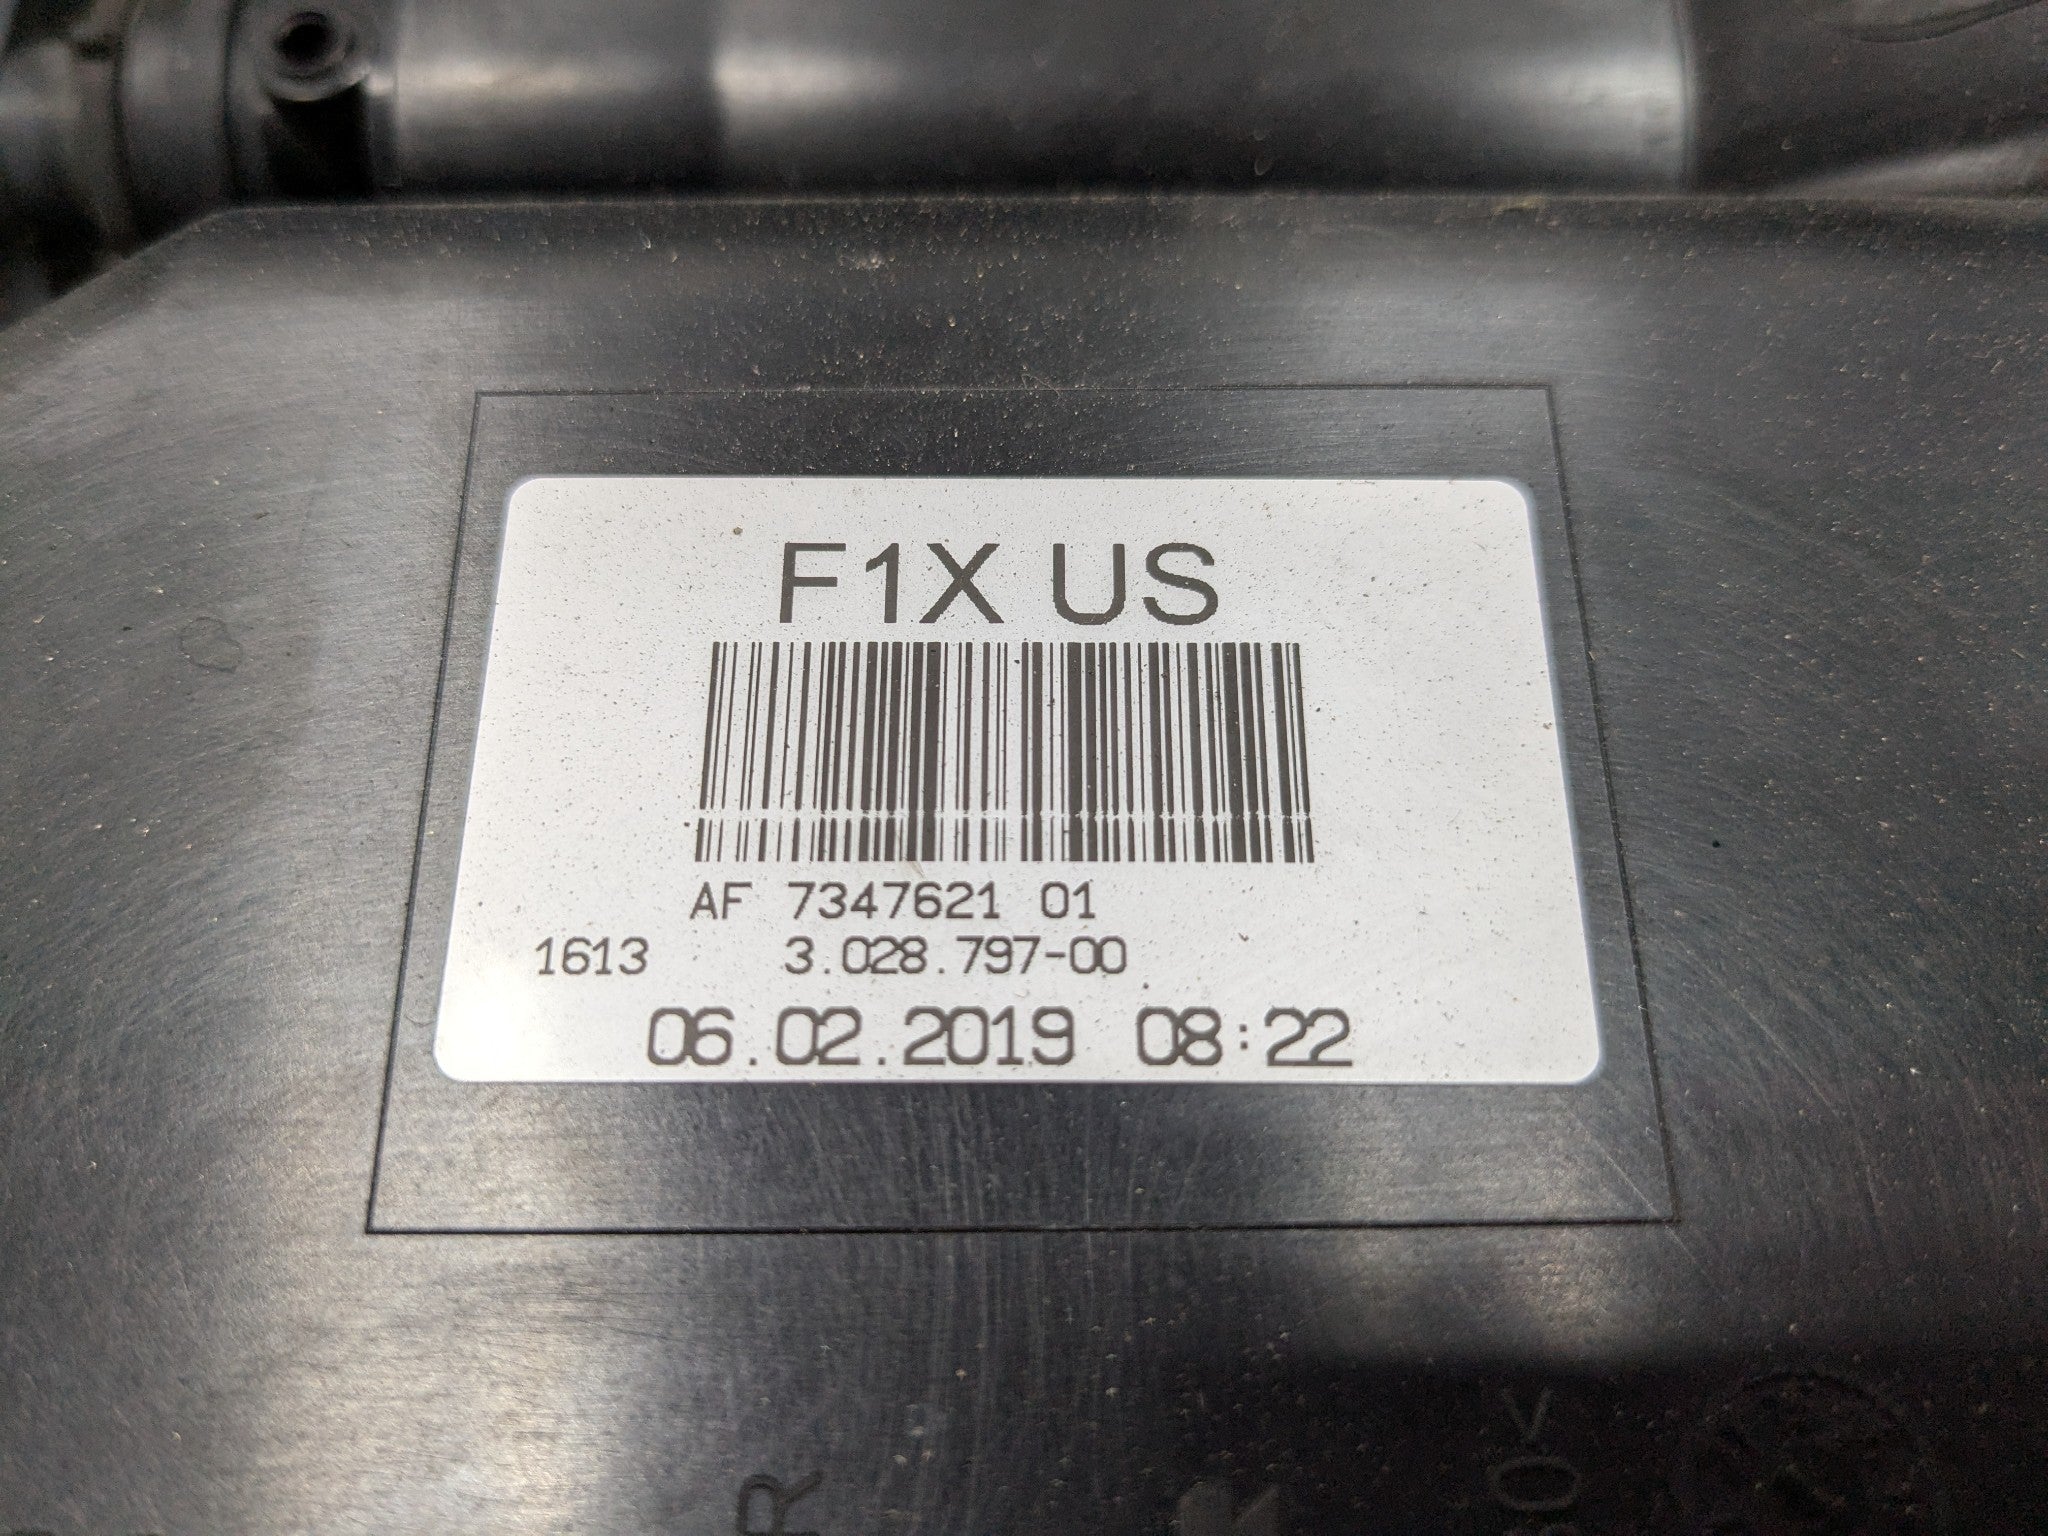 F1X US
AF 7347621 01
1613 3.028.797-00
06.02.2019 08:22
R